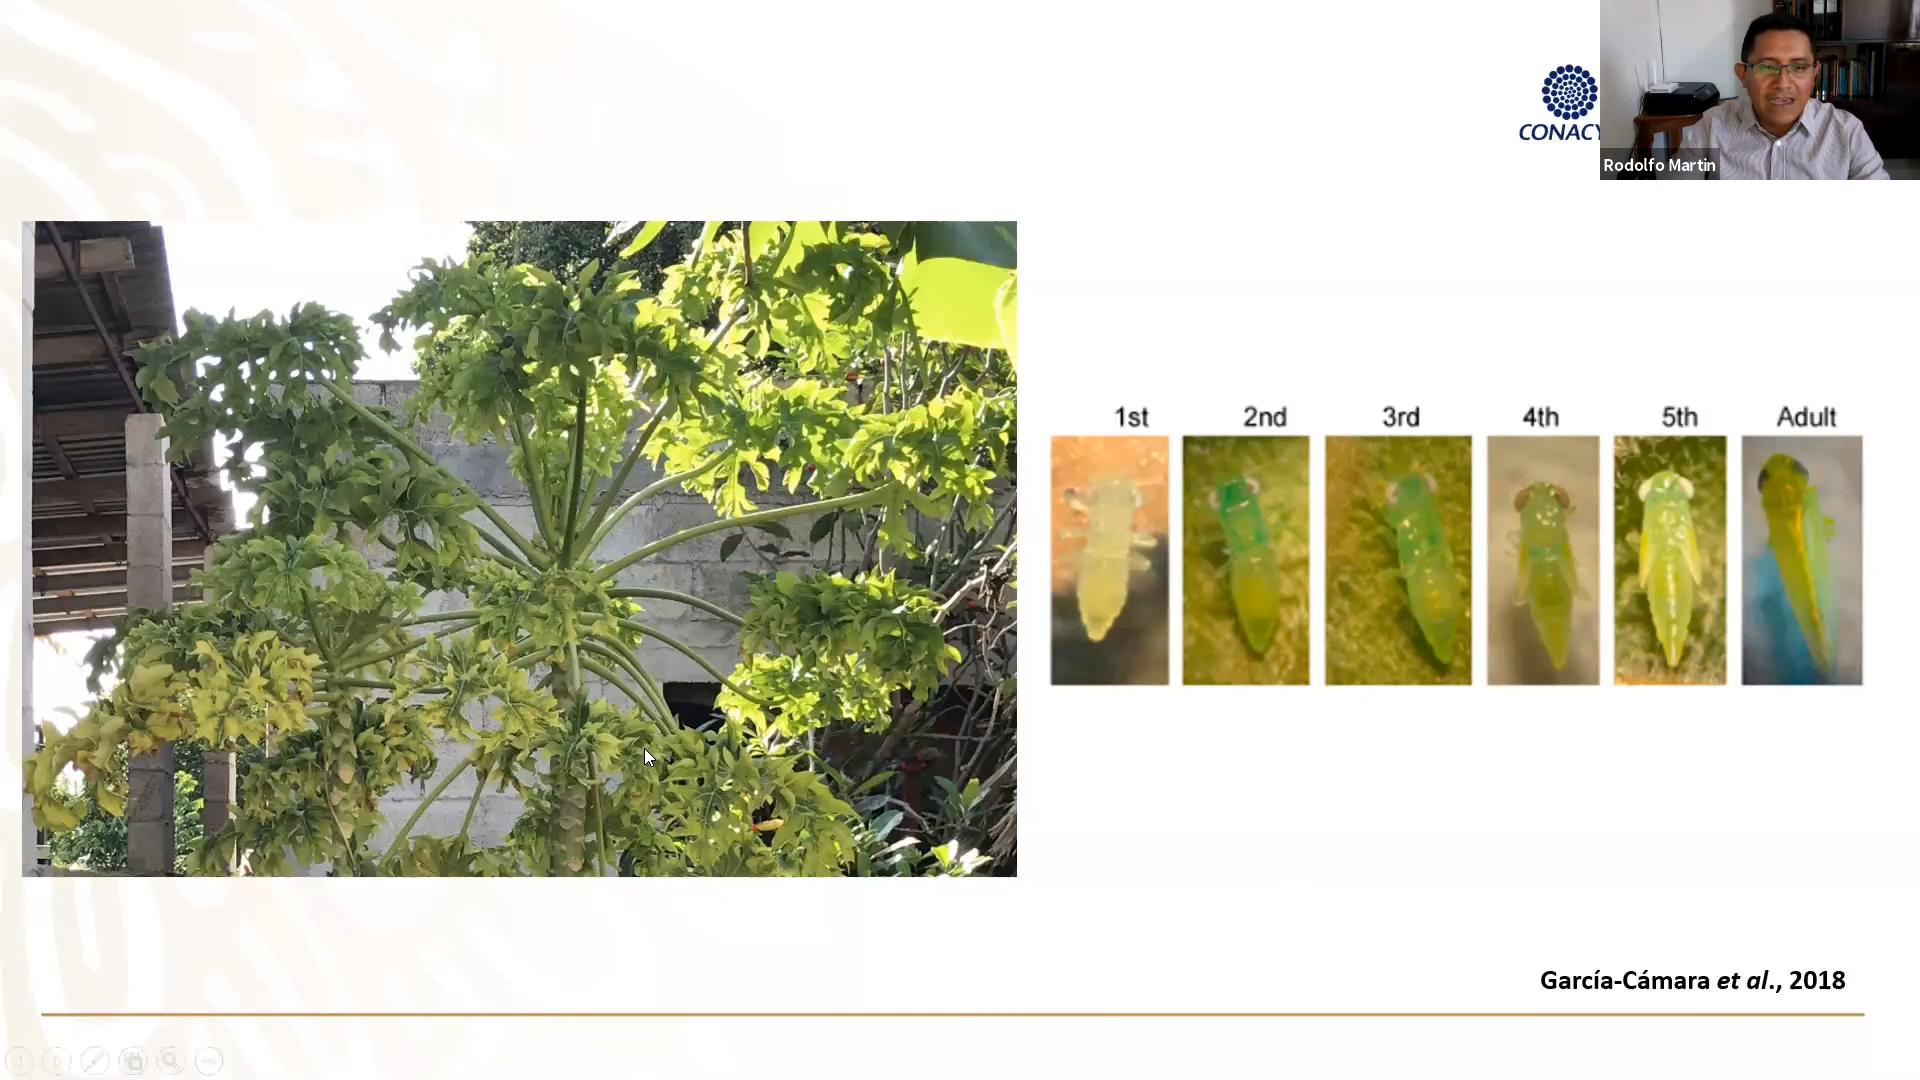 CONACY
Rodolfo Martin
1st 2nd 3rd 4th 5th Adult
García-Cámara et al., 2018